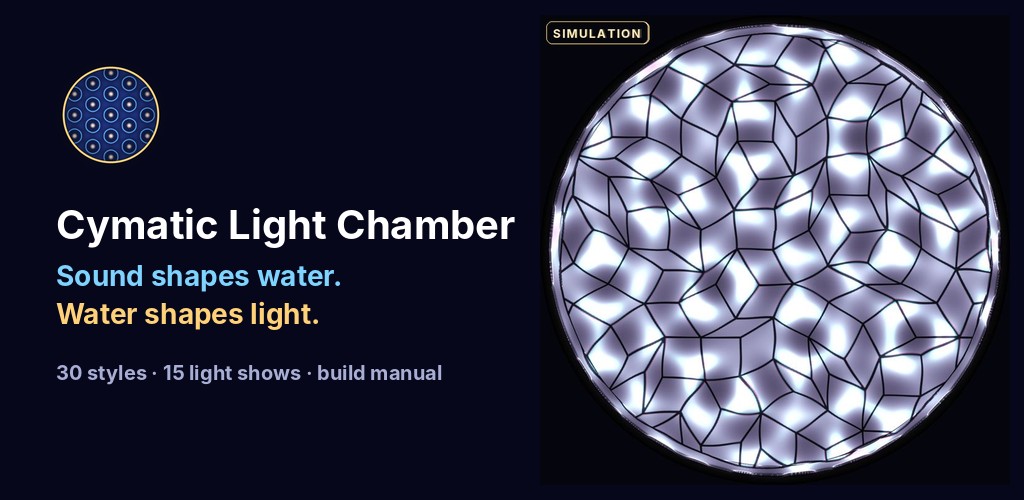 SIMULATION
Cymatic Light Chamber
Sound shapes water.
Water shapes light.
30 styles · 15 light shows · build manual